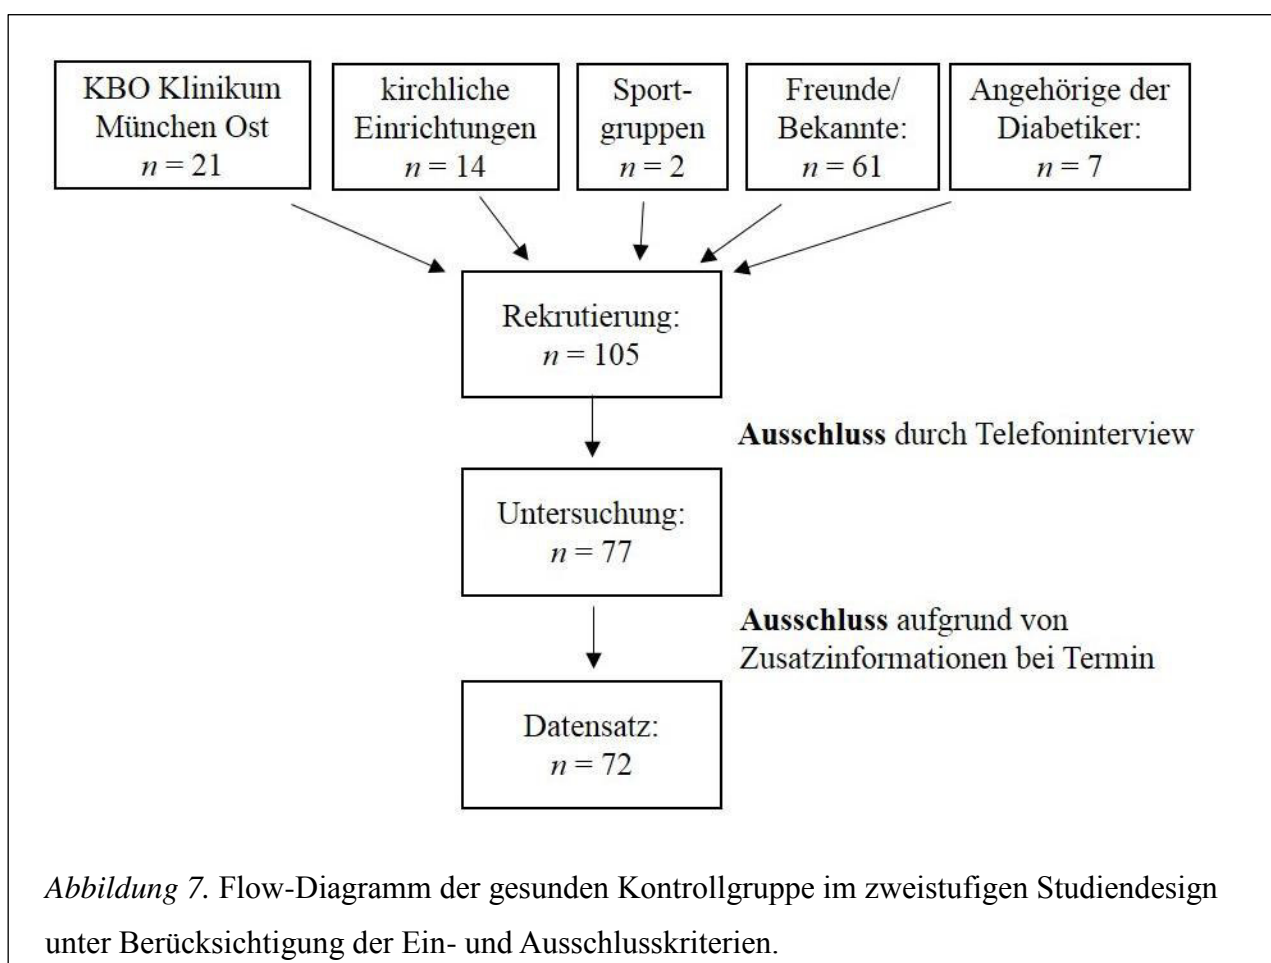 KBO Klinikum
München Ost
n = 21
kirchliche
Einrichtungen
n = 14
Sport-
gruppen
n = 2
Freunde/
Bekannte:
n = 61
Angehörige der
Diabetiker:
n = 7
Rekrutierung:
n = 105
Ausschluss durch Telefoninterview
Untersuchung:
n = 77
Ausschluss aufgrund von
Zusatzinformationen bei Termin
Datensatz:
n = 72
Abbildung 7. Flow-Diagramm der gesunden Kontrollgruppe im zweistufigen Studiendesign
unter Berücksichtigung der Ein- und Ausschlusskriterien.